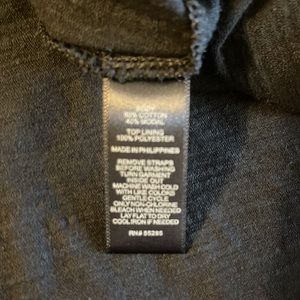 BODY
60% COTTON
40% MODAL
TOP LINING
100% POLYESTER
MADE IN PHILIPPINES
REMOVE STRAPS
BEFORE WASHING
TURN GARMENT
INSIDE OUT
MACHINE WASH COLD
WITH LIKE COLORS
GENTLE CYCLE
ONLY NON-CHLORINE
BLEACH WHEN NEEDED
LAY FLAT TO DRY
COOL IRON IF NEEDED
RN# 55285